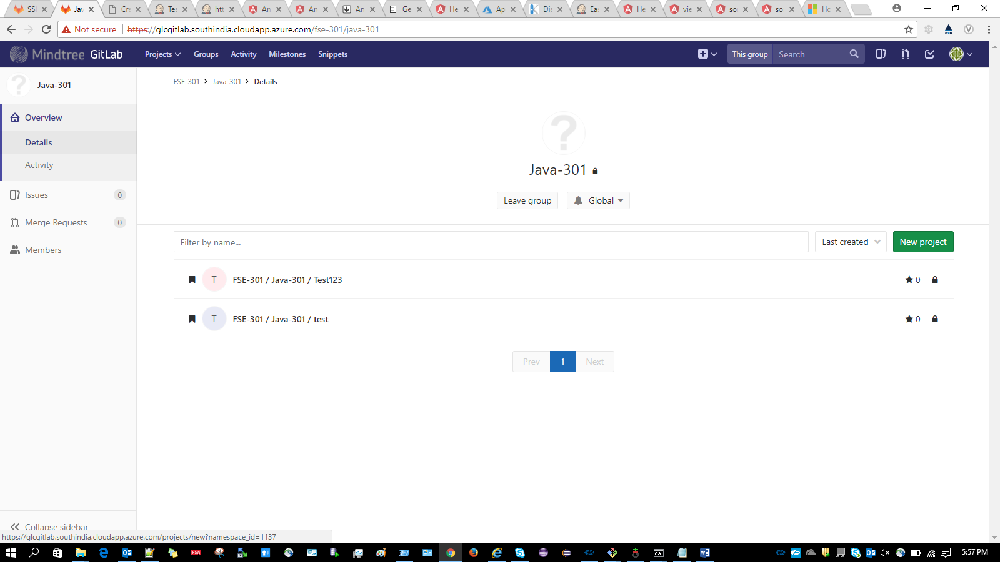 SSI Jav Cre Tes htt An An An Ge He Ap Dia Eas He vie so so Ho
Not secure https://glcgitlab.southindia.cloudapp.azure.com/fse-301/java-301
Mindtree GitLab Projects Groups Activity Milestones Snippets This group Search
Java-301
Overview
Details
Activity
Issues 0
Merge Requests 0
Members
Collapse sidebar
FSE-301 > Java-301 > Details
?
Java-301
Leave group Global
Filter by name... Last created New project
T FSE-301 / Java-301 / Test123 0
T FSE-301 / Java-301 / test 0
Prev 1 Next
https://glcgitlab.southindia.cloudapp.azure.com/projects/new?namespace_id=1137
5:57 PM